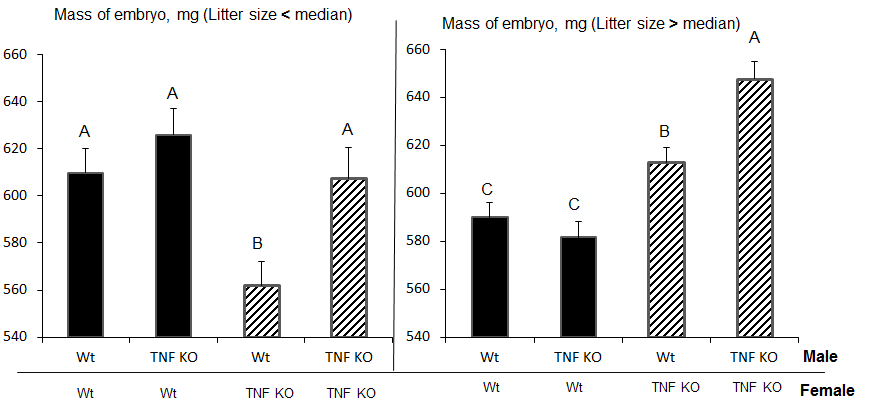 Mass of embryo, mg (Litter size < median)
660
640
620
600
580
560
540
A
A
B
A
Wt
TNF KO
Wt
TNF KO
Wt
Wt
TNF KO
TNF KO
Mass of embryo, mg (Litter size > median)
660
640
620
600
580
560
540
C
C
B
A
Wt
TNF KO
Wt
TNF KO
Male
Wt
Wt
TNF KO
TNF KO
Female